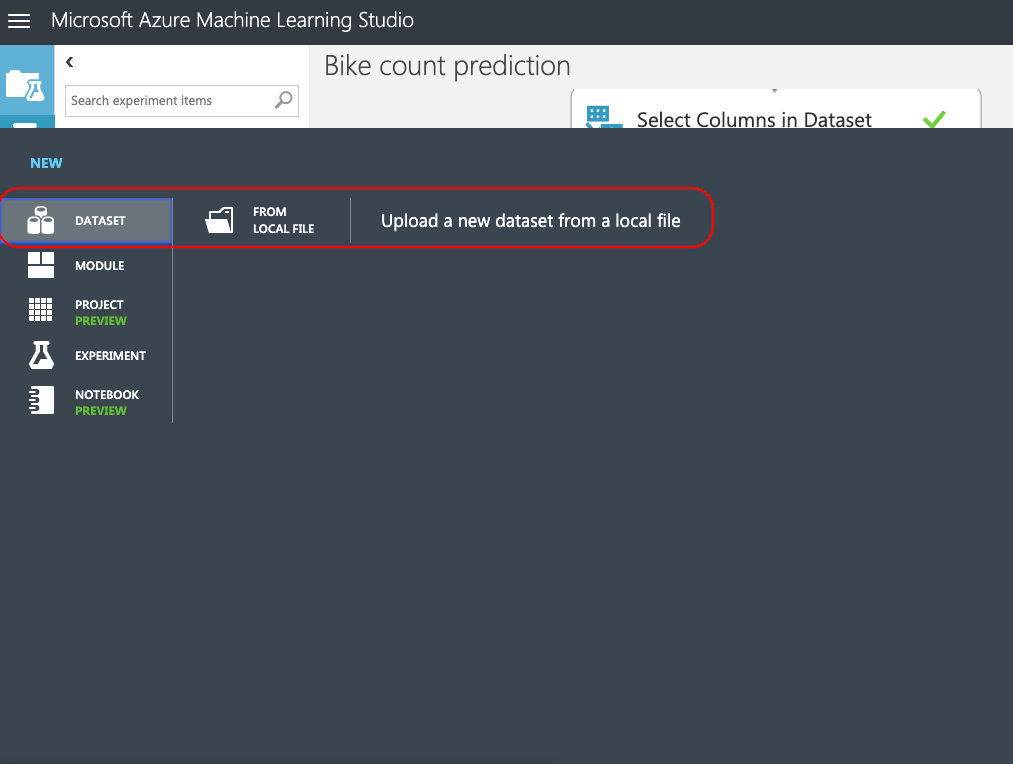 Microsoft Azure Machine Learning Studio
Search experiment items
Bike count prediction
Select Columns in Dataset
NEW
DATASET
FROM
LOCAL FILE
Upload a new dataset from a local file
MODULE
PROJECT
PREVIEW
EXPERIMENT
NOTEBOOK
PREVIEW